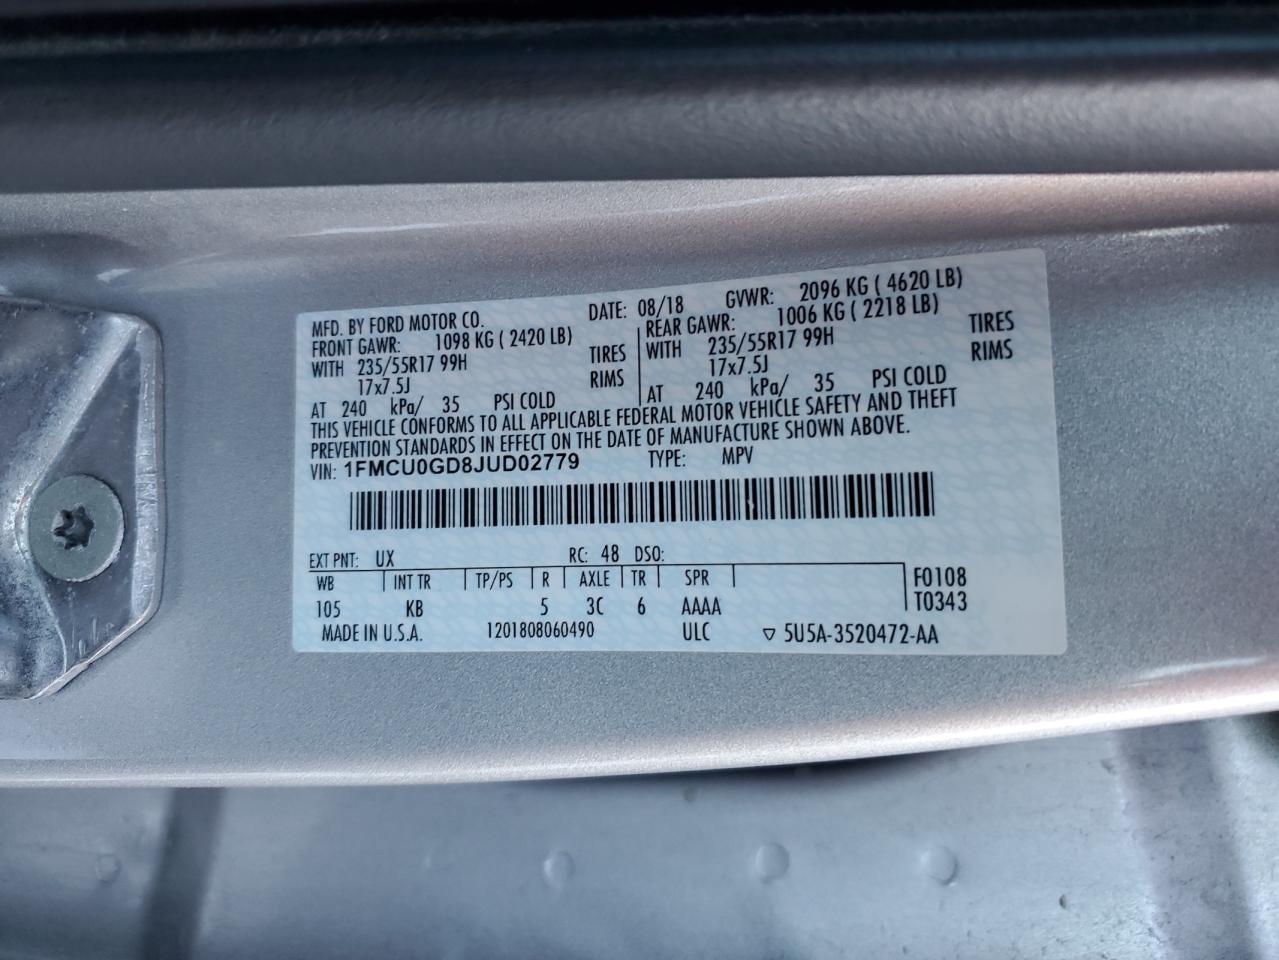 MFD. BY FORD MOTOR CO. DATE: 08/18 GVWR: 2096 KG ( 4620 LB)
FRONT GAWR: 1098 KG ( 2420 LB) REAR GAWR: 1006 KG ( 2218 LB)
WITH 235/55R17 99H TIRES WITH 235/55R17 99H TIRES
17x7.5J RIMS 17x7.5J RIMS
AT 240 kPa/ 35 PSI COLD AT 240 kPa/ 35 PSI COLD
THIS VEHICLE CONFORMS TO ALL APPLICABLE FEDERAL MOTOR VEHICLE SAFETY AND THEFT
PREVENTION STANDARDS IN EFFECT ON THE DATE OF MANUFACTURE SHOWN ABOVE.
VIN: 1FMCU0GD8JUD02779 TYPE: MPV
EXT PNT: UX RC: 48 DSO:
WB INT TR TP/PS R AXLE TR SPR F0108
105 KB 5 3C 6 AAAA T0343
MADE IN U.S.A. 1201808060490 ULC ▽ 5U5A-3520472-AA